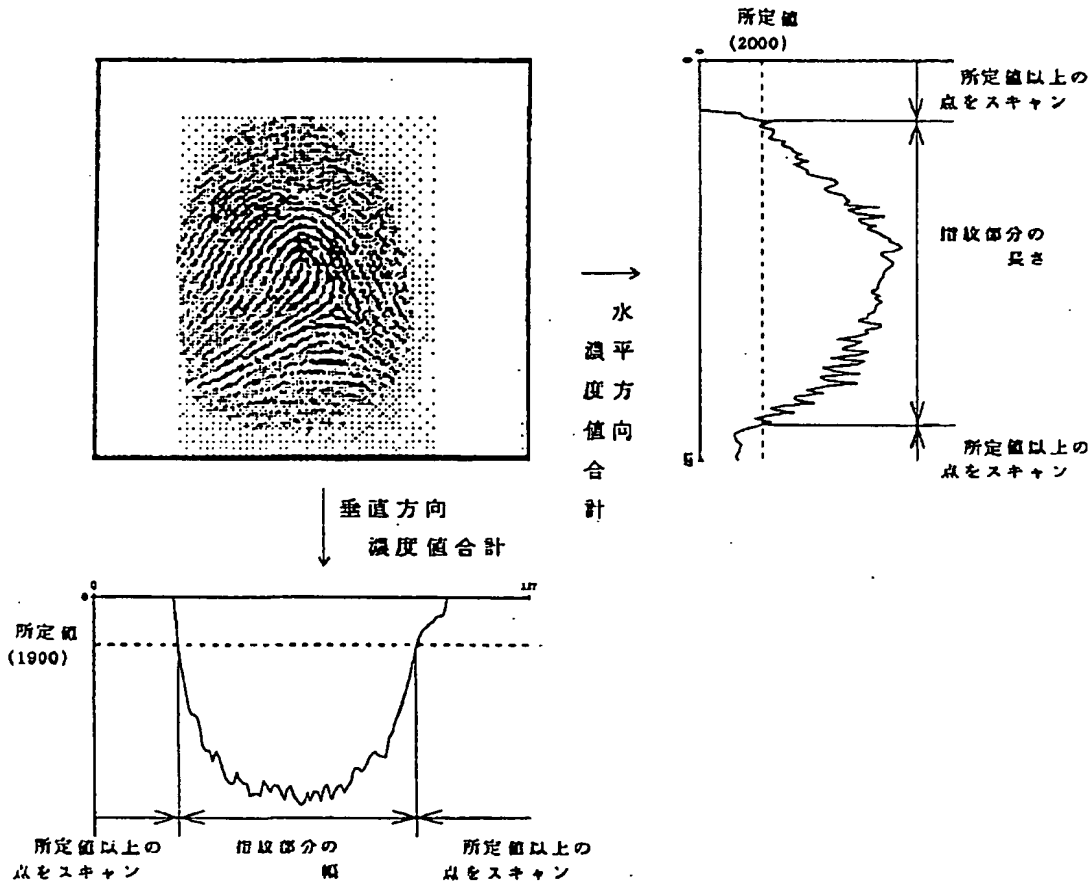 所定値
(2000)
所定値以上の
点をスキャン
指紋部分の
長さ
所定値以上の
点をスキャン
水平方向
濃度値合計
垂直方向
濃度値合計
0
127
所定値
(1900)
所定値以上の
点をスキャン
指紋部分の
幅
所定値以上の
点をスキャン